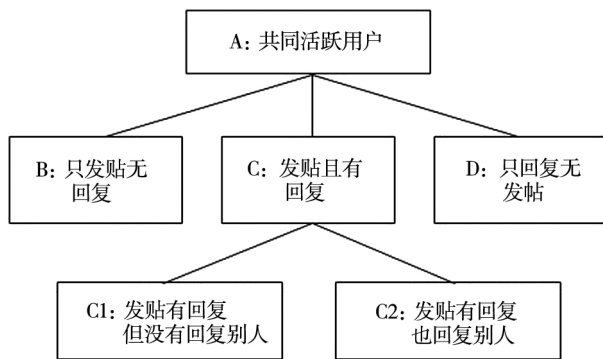 A: 共同活跃用户
B: 只发贴无
回复
C: 发贴且有
回复
D: 只回复无
发帖
C1: 发贴有回复
但没有回复别人
C2: 发贴有回复
也回复别人